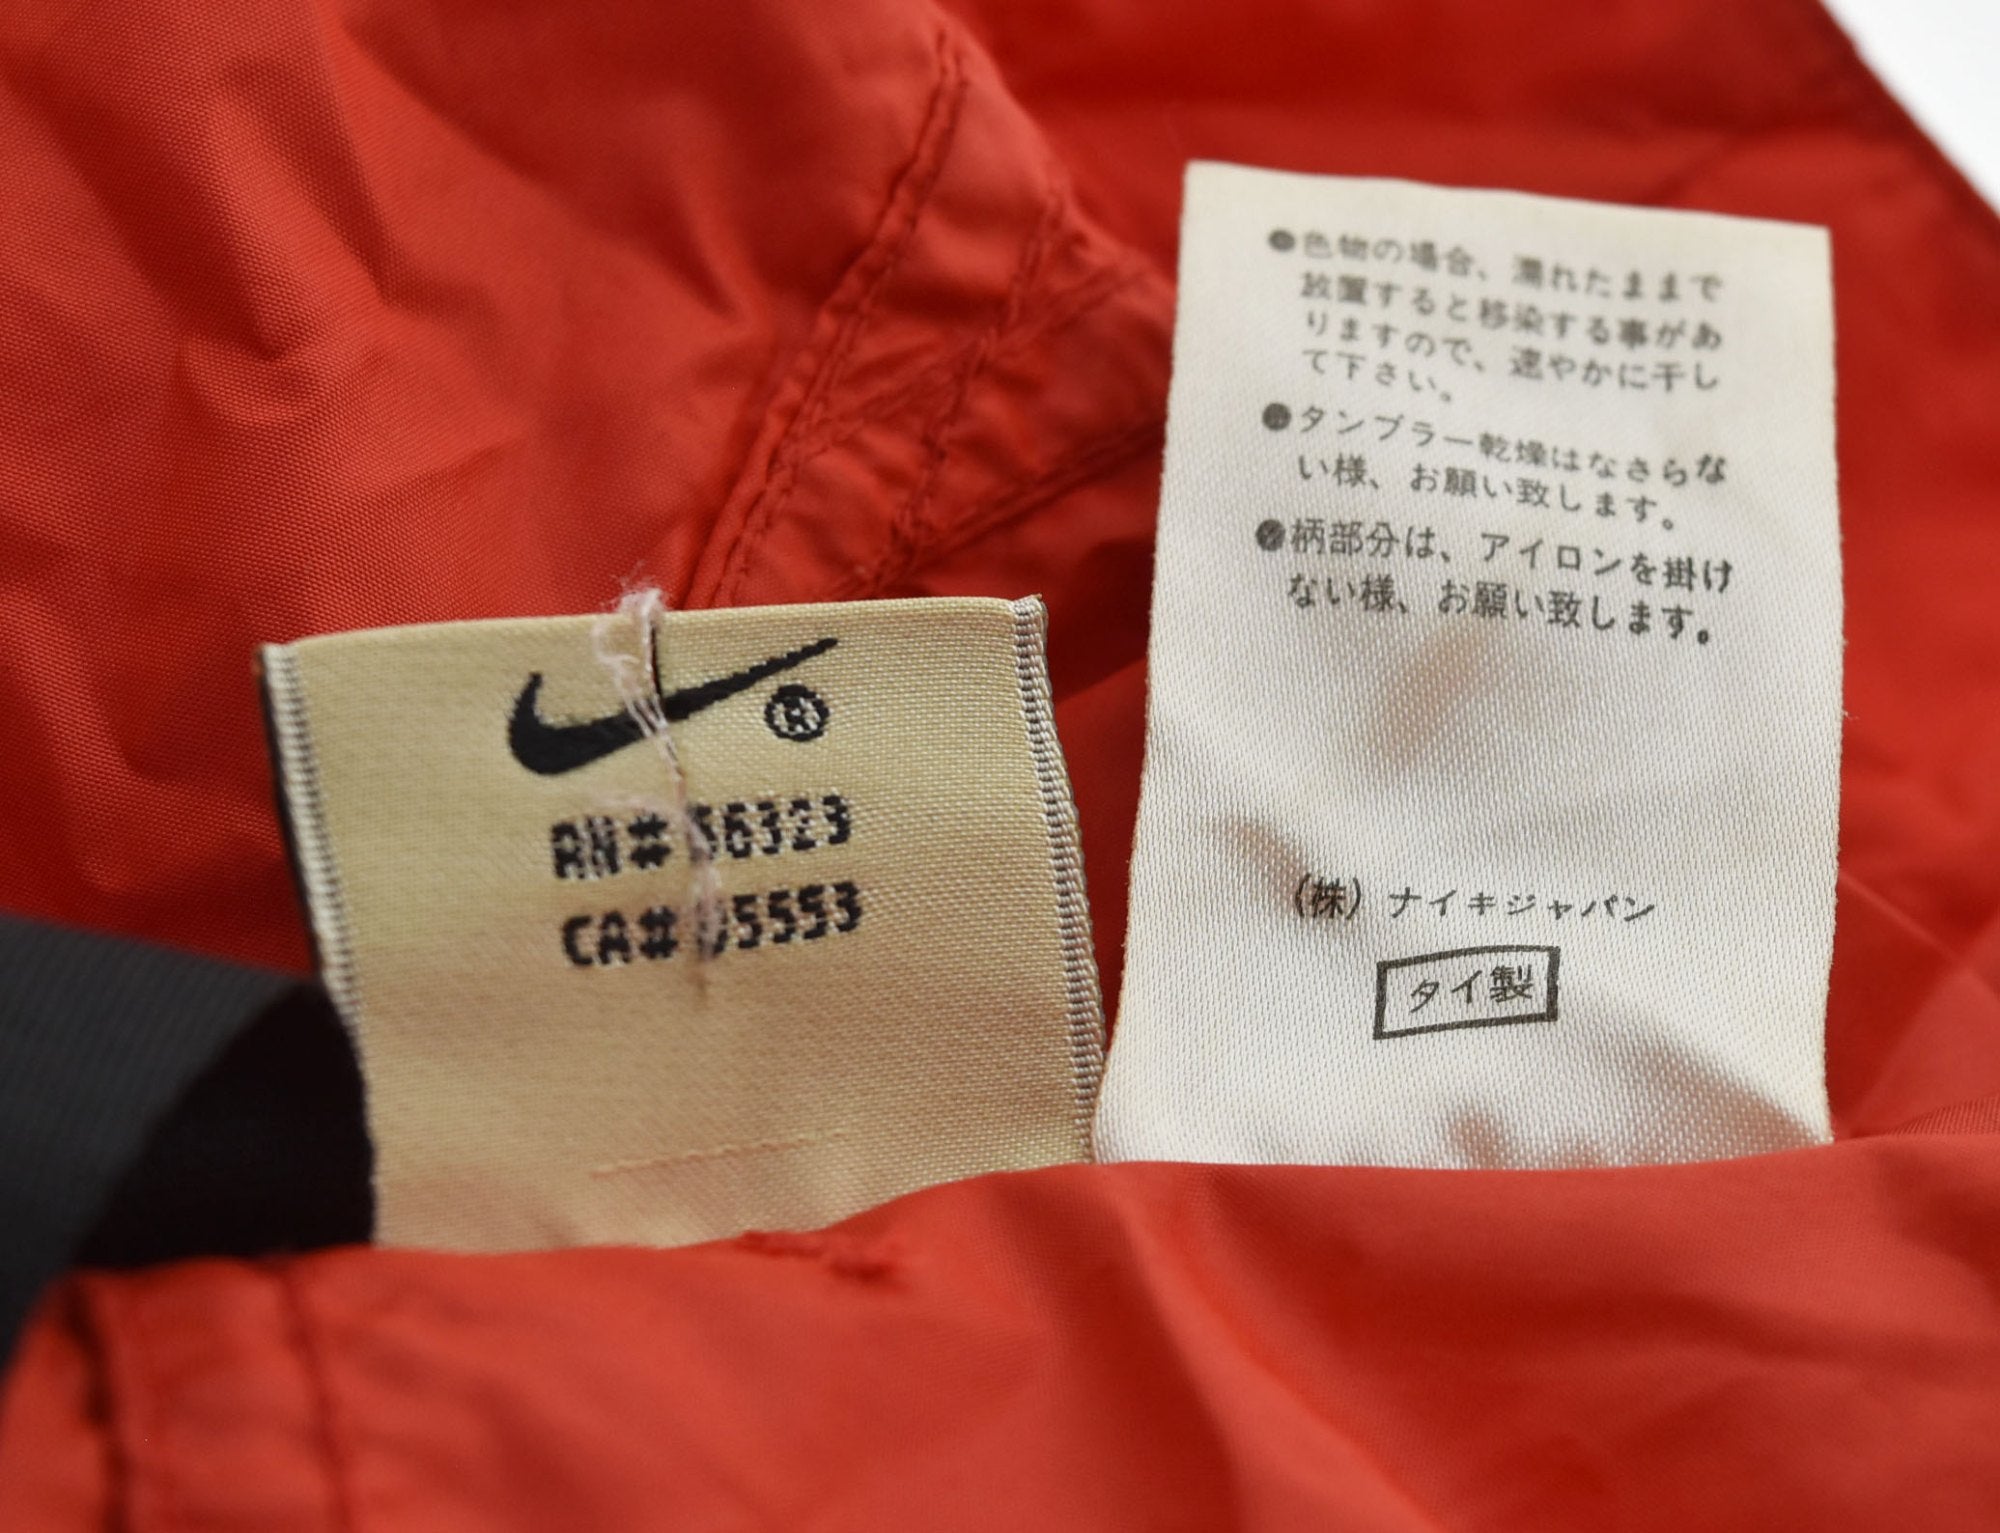 ®
RN# 56323
CA# 05553
●色物の場合、濡れたままで
放置すると移染する事があ
りますので、速やかに干し
て下さい。
●タンブラー乾燥はなさらな
い様、お願い致します。
●柄部分は、アイロンを掛け
ない様、お願い致します。
(株)ナイキジャパン
タイ製